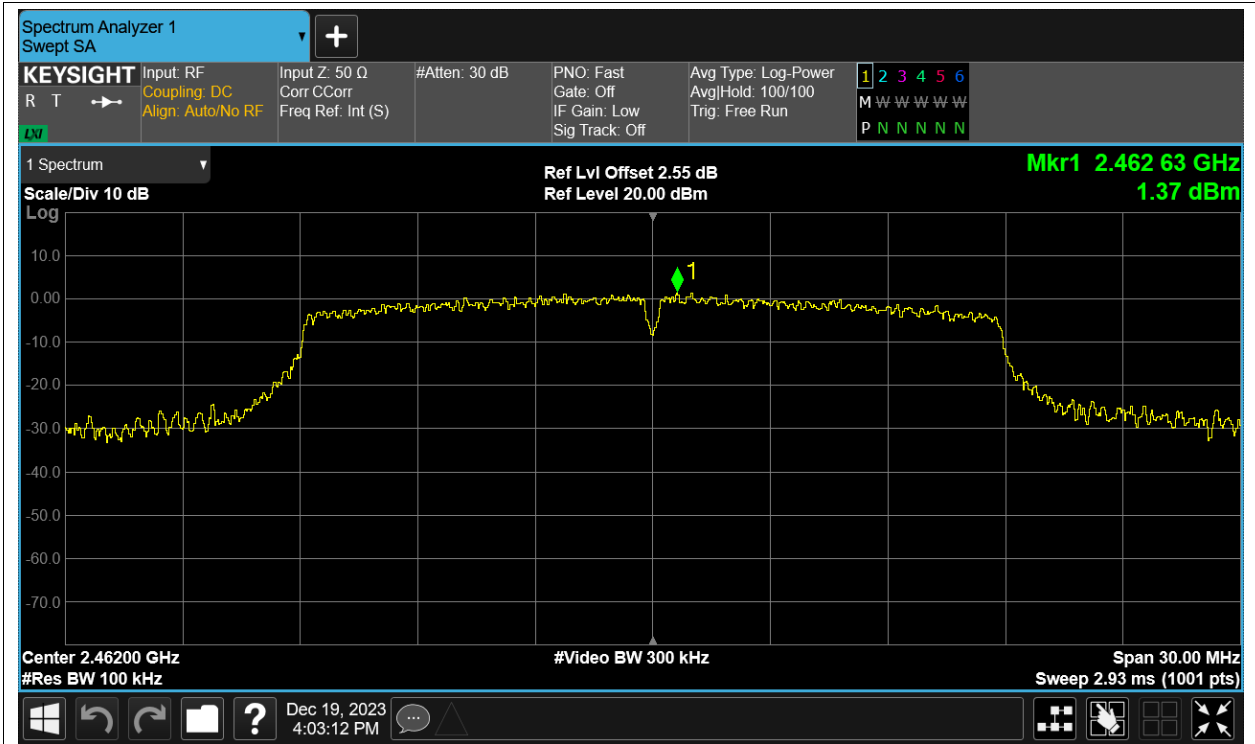 Spectrum Analyzer 1
Swept SA
KEYSIGHT
R T
LXI
Input: RF
Coupling: DC
Align: Auto/No RF
Input Z: 50 Ω
Corr CCorr
Freq Ref: Int (S)
#Atten: 30 dB
PNO: Fast
Gate: Off
IF Gain: Low
Sig Track: Off
Avg Type: Log-Power
Avg|Hold: 100/100
Trig: Free Run
1 2 3 4 5 6
M W W W W W
P N N N N N
1 Spectrum
Scale/Div 10 dB
Log
Ref Lvl Offset 2.55 dB
Ref Level 20.00 dBm
Mkr1 2.462 63 GHz
1.37 dBm
1
10.0
0.00
-10.0
-20.0
-30.0
-40.0
-50.0
-60.0
-70.0
Center 2.46200 GHz
#Res BW 100 kHz
#Video BW 300 kHz
Span 30.00 MHz
Sweep 2.93 ms (1001 pts)
?
Dec 19, 2023
4:03:12 PM